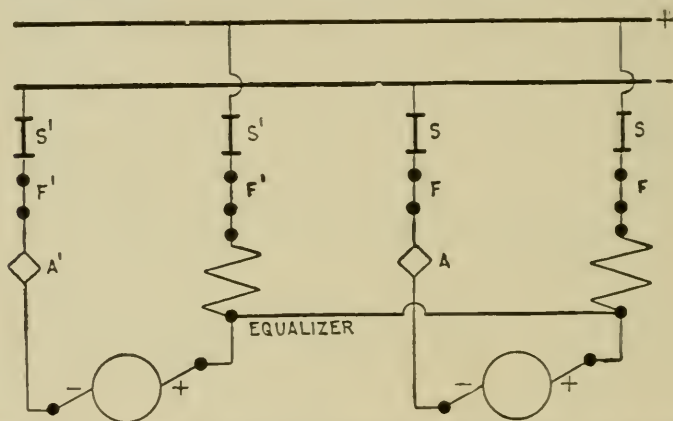 +
-
S' S' S S
F' F' F F
A' A
EQUALIZER
- + - +